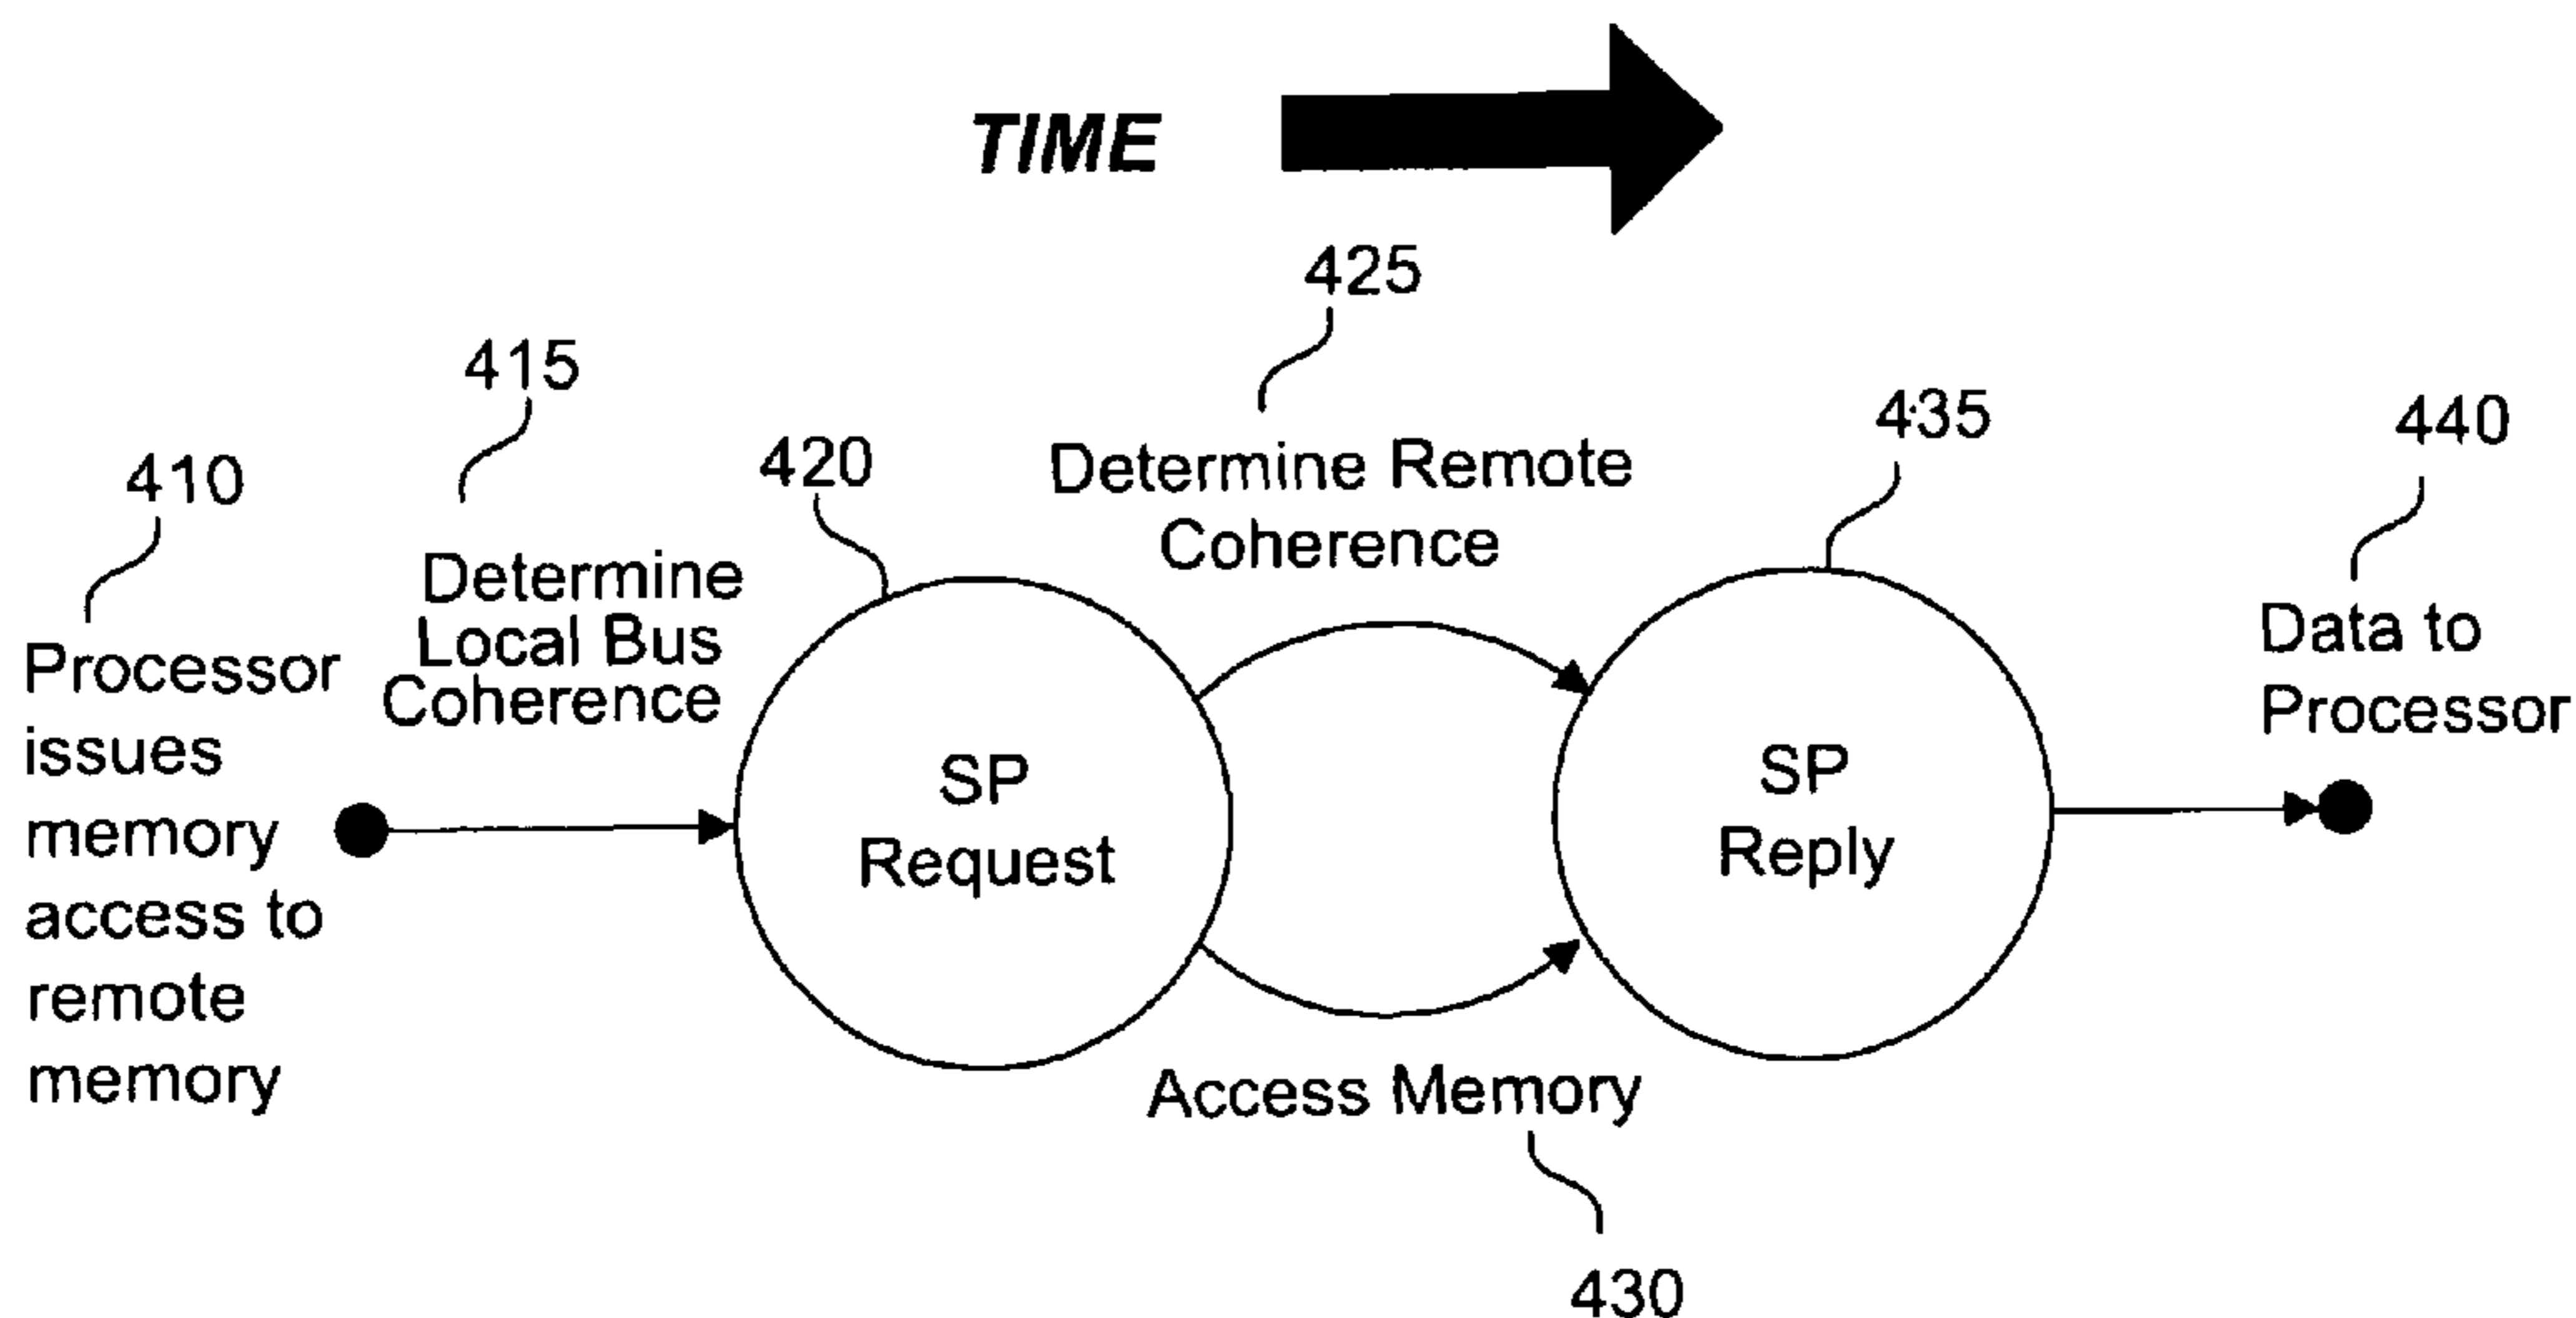 TIME
425
415
435
440
420
410
Determine Remote
Coherence
Determine
Local Bus
Coherence
Data to
Processor
Processor
issues
memory
access to
remote
memory
SP
Request
SP
Reply
Access Memory
430